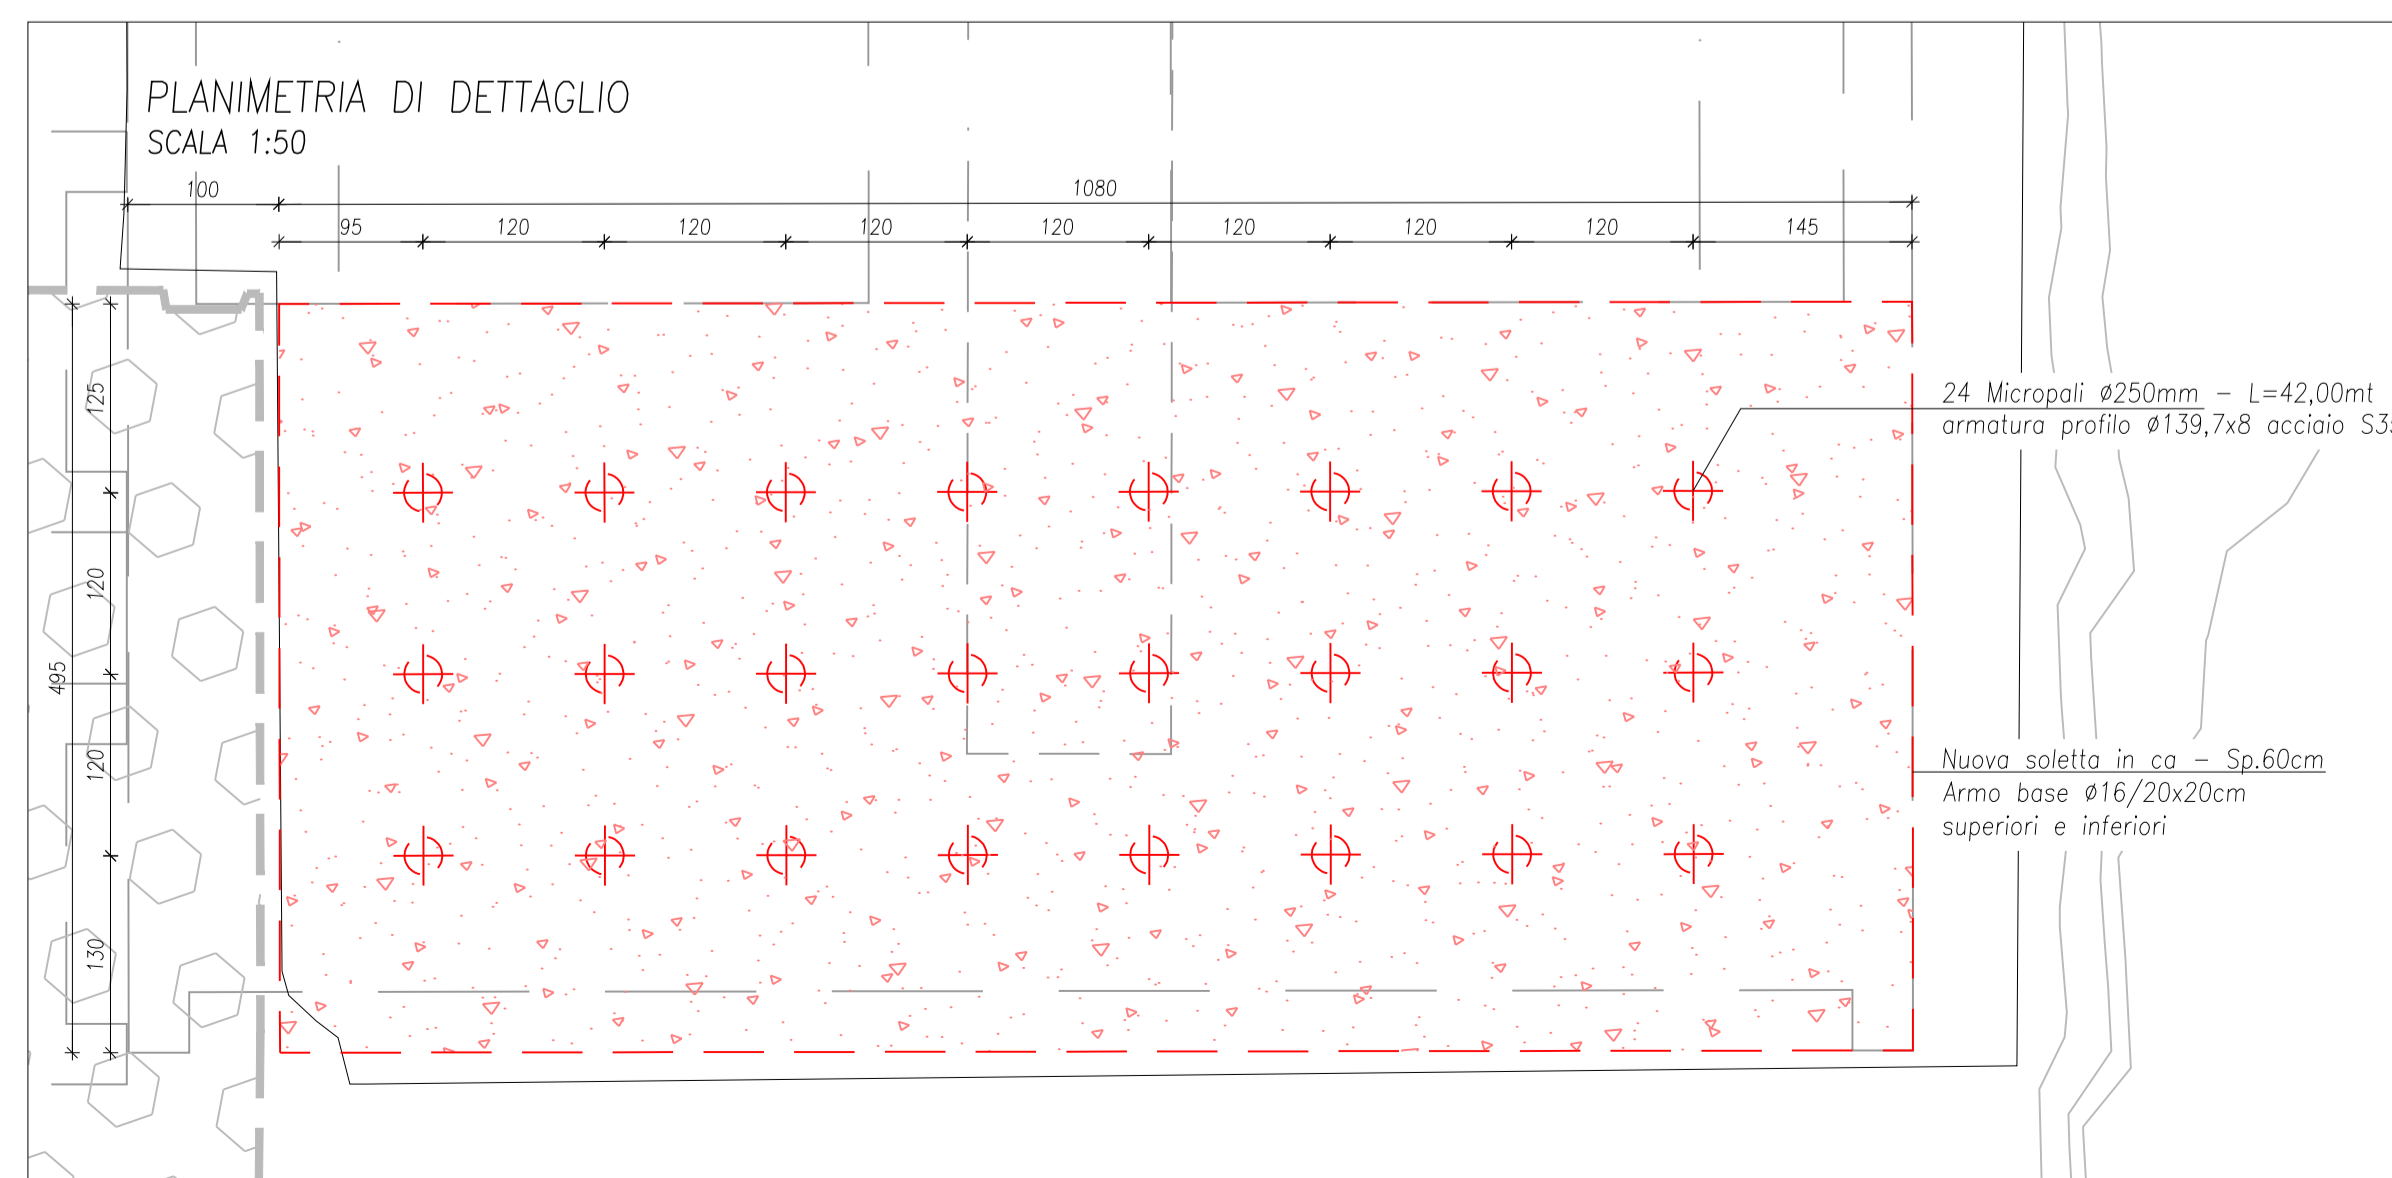 PLANIMETRIA DI DETTAGLIO
SCALA 1:50
100
1080
95
120
120
120
120
120
120
120
145
125
120
495
120
130
24 Micropali ø250mm – L=42,00mt
armatura profilo ø139,7x8 acciaio
Nuova soletta in ca – Sp.60cm
Armo base ø16/20x20cm
superiori e inferiori